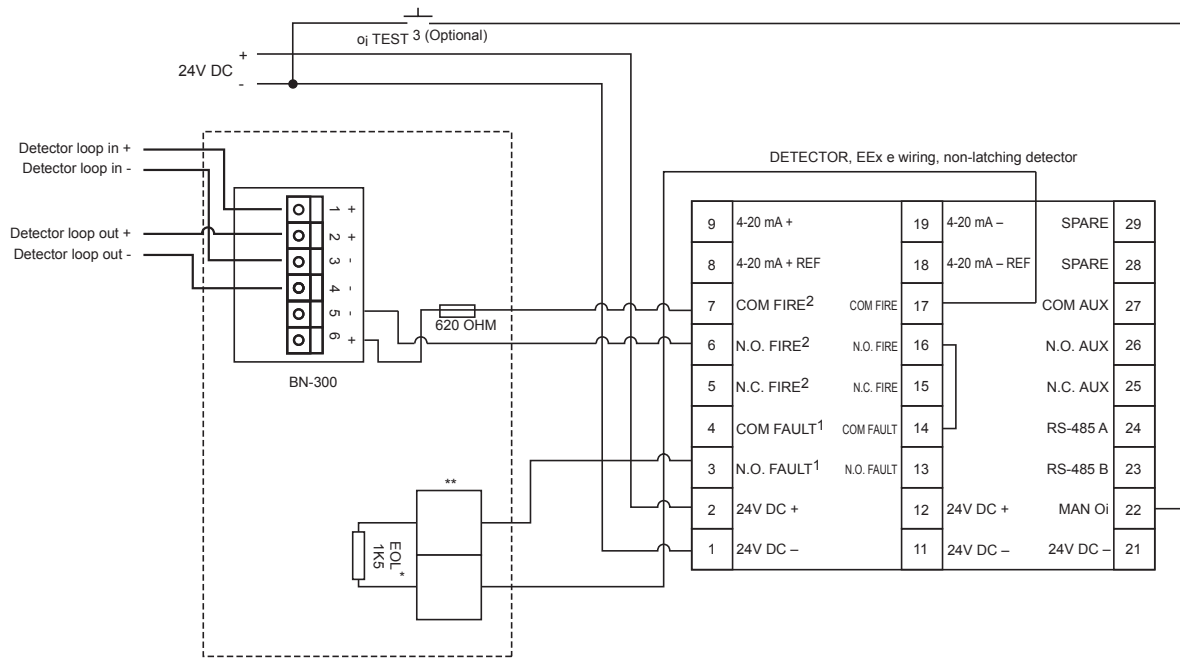 oi TEST 3 (Optional)
+
24V DC
-
Detector loop in +
Detector loop in -
Detector loop out +
Detector loop out -
1 +
2 +
3 -
4 -
5 -
6 +
BN-300
620 OHM
**
EOL *
1K5
DETECTOR, EEx e wiring, non-latching detector
9 4-20 mA +
8 4-20 mA + REF
7 COM FIRE2
6 N.O. FIRE2
5 N.C. FIRE2
4 COM FAULT1
3 N.O. FAULT1
2 24V DC +
1 24V DC –
19 4-20 mA –
18 4-20 mA – REF
COM FIRE 17
N.O. FIRE 16
N.C. FIRE 15
COM FAULT 14
N.O. FAULT 13
12 24V DC +
11 24V DC –
SPARE 29
SPARE 28
COM AUX 27
N.O. AUX 26
N.C. AUX 25
RS-485 A 24
RS-485 B 23
MAN Oi 22
24V DC – 21